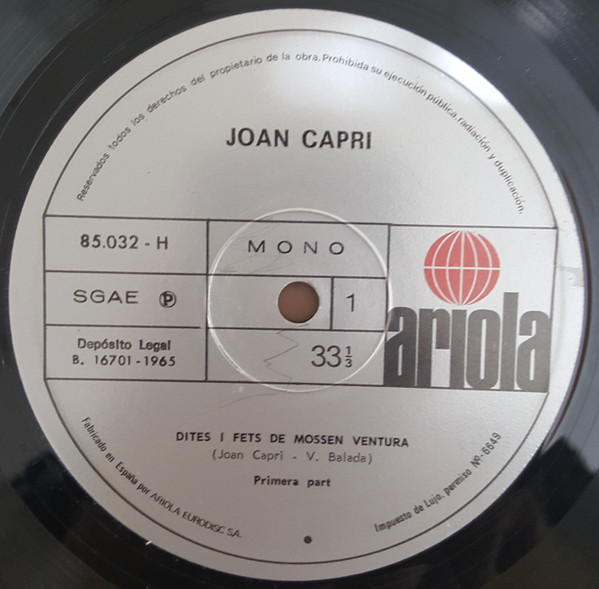 Reservados todos los derechos del propietario de la obra. Prohibida su ejecución pública, radiación y duplicación.
JOAN CAPRI
85.032 - H
MONO
SGAE Ⓟ
1
Depósito Legal
B. 16701 - 1965
33 1/3
ariola
DITES I FETS DE MOSSEN VENTURA
(Joan Capri - V. Balada)
Primera part
Fabricado en España por ARIOLA EURODISC S.A.
Impuesto de Lujo, permiso Nº-6649